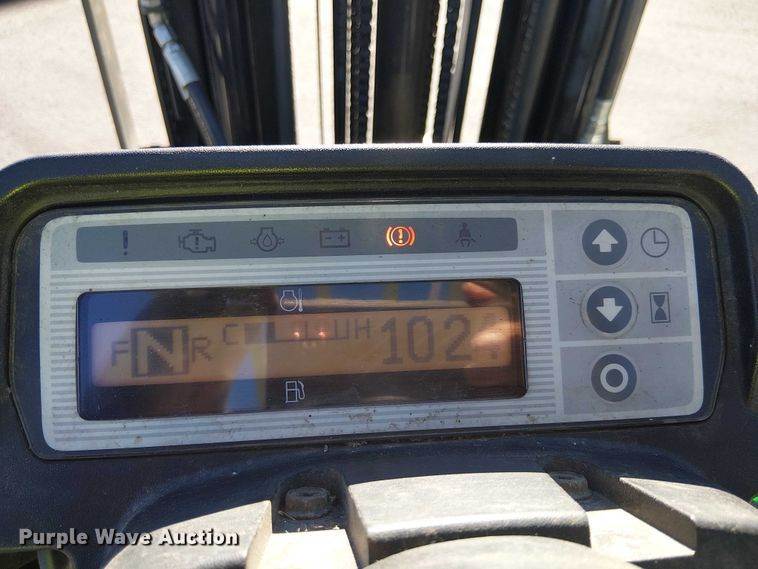 F N R C H 102
Purple Wave Auction